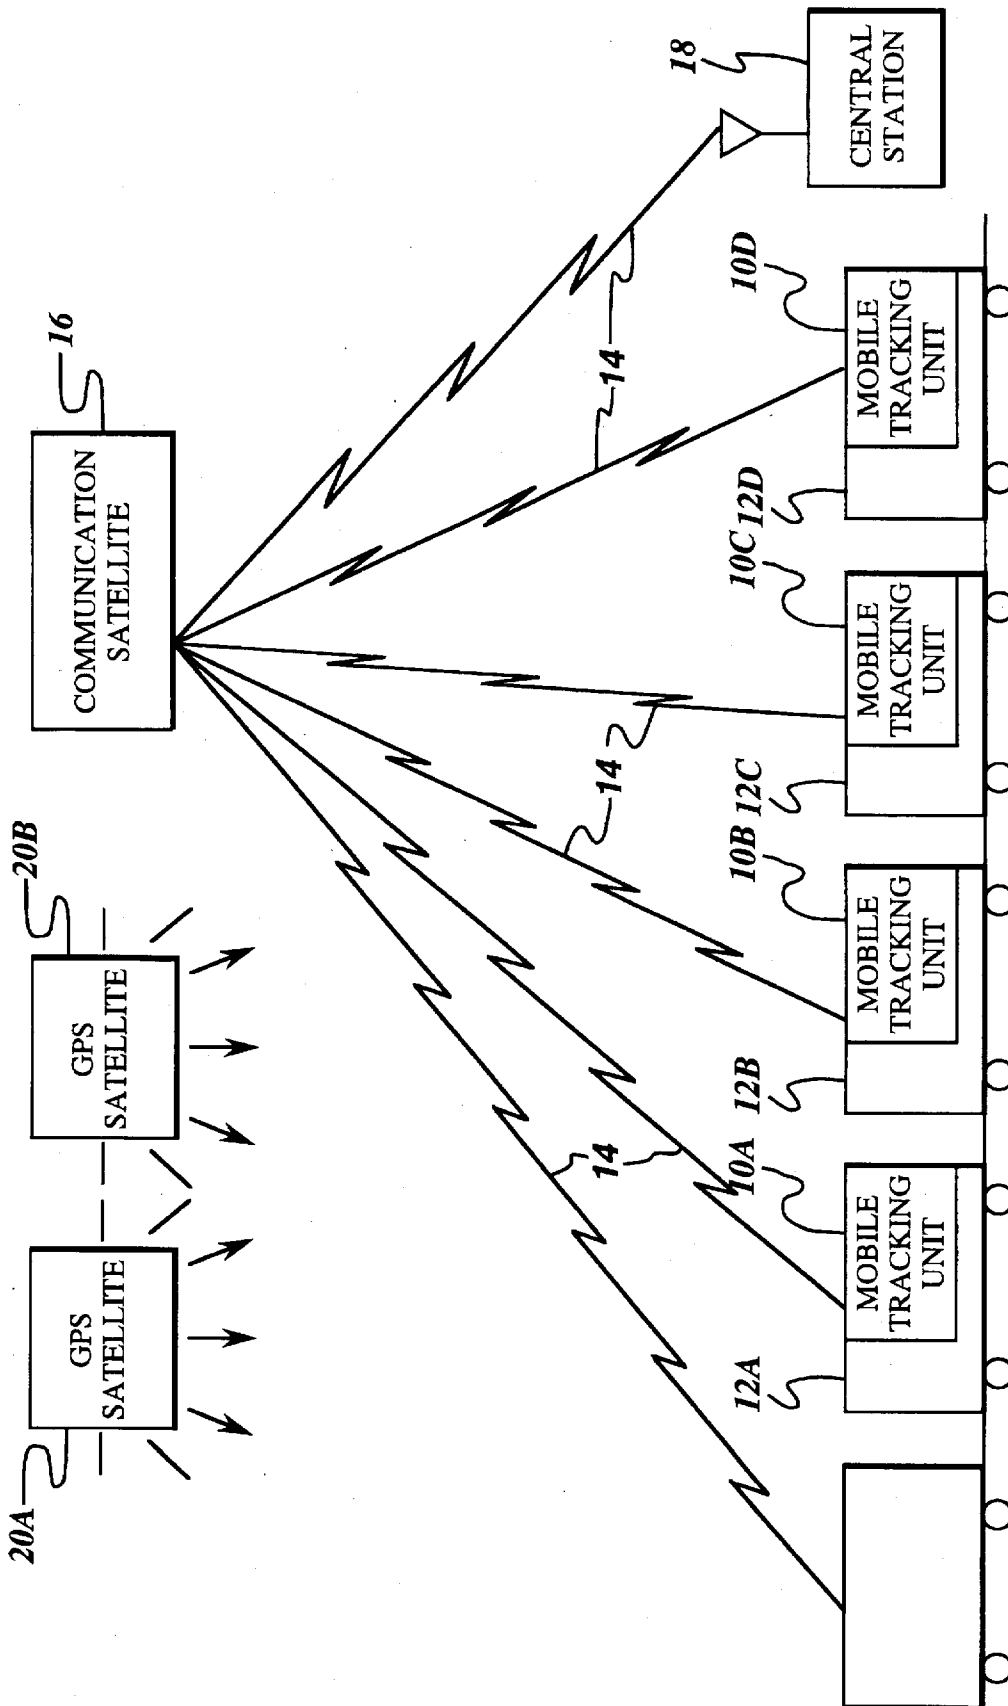 20A
GPS
SATELLITE
20B
GPS
SATELLITE
COMMUNICATION
SATELLITE
16
14
14
14
18
CENTRAL
STATION
12A
10A
MOBILE
TRACKING
UNIT
12B
10B
MOBILE
TRACKING
UNIT
12C
10C
MOBILE
TRACKING
UNIT
12D
10D
MOBILE
TRACKING
UNIT